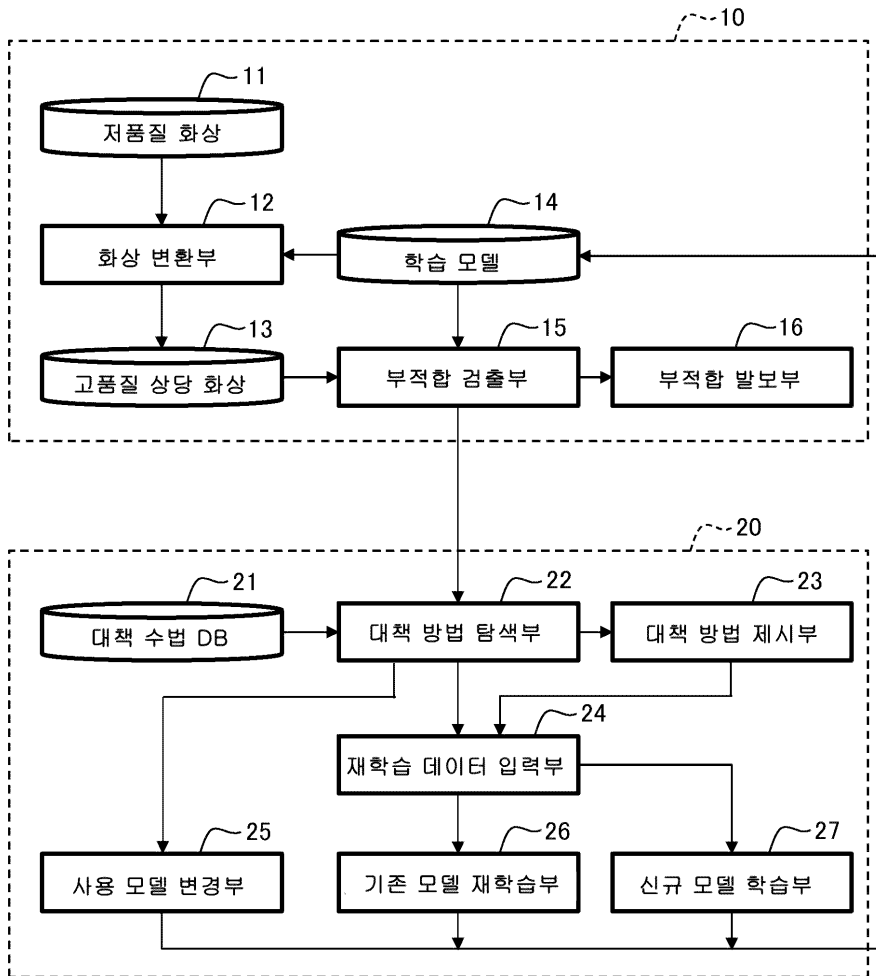 10
11
저품질 화상
12
14
화상 변환부
학습 모델
13
15
16
고품질 상당 화상
부적합 검출부
부적합 발보부
20
21
22
23
대책 수법 DB
대책 방법 탐색부
대책 방법 제시부
24
재학습 데이터 입력부
25
26
27
사용 모델 변경부
기존 모델 재학습부
신규 모델 학습부